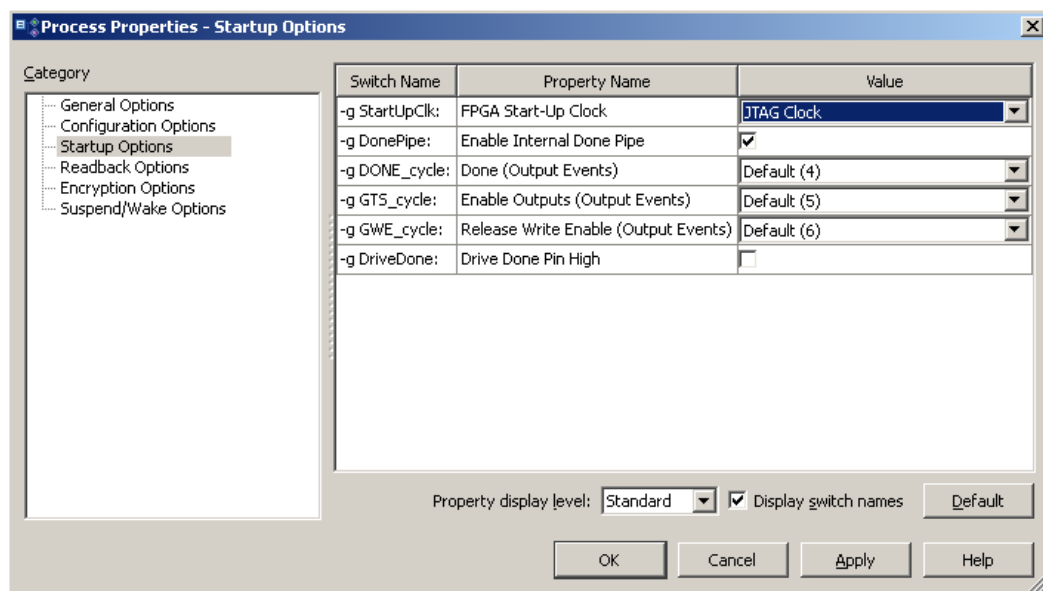 Process Properties - Startup Options
Category
General Options
Configuration Options
Startup Options
Readback Options
Encryption Options
Suspend/Wake Options
Switch Name Property Name Value
-g StartUpClk: FPGA Start-Up Clock JTAG Clock
-g DonePipe: Enable Internal Done Pipe
-g DONE_cycle: Done (Output Events) Default (4)
-g GTS_cycle: Enable Outputs (Output Events) Default (5)
-g GWE_cycle: Release Write Enable (Output Events) Default (6)
-g DriveDone: Drive Done Pin High
Property display level: Standard Display switch names Default
OK Cancel Apply Help